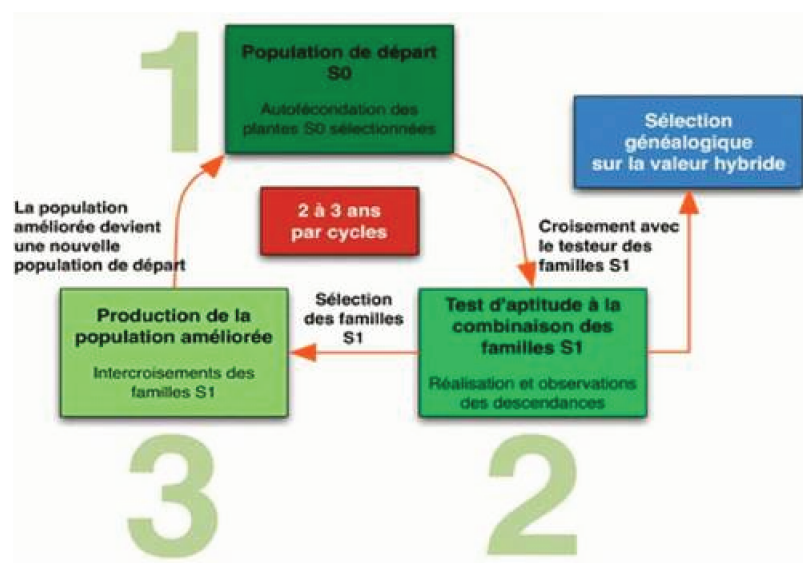 1
Population de départ
S0
Autofécondation des
plantes S0 sélectionnées
Sélection
généalogique
sur la valeur hybride
2 à 3 ans
par cycles
La population
améliorée devient
une nouvelle
population de départ
Croisement avec
le testeur des
familles S1
Production de la
population améliorée
Intercroisements des
familles S1
Sélection
des familles
S1
Test d'aptitude à la
combinaison des
familles S1
Réalisation et observations
des descendances
3
2